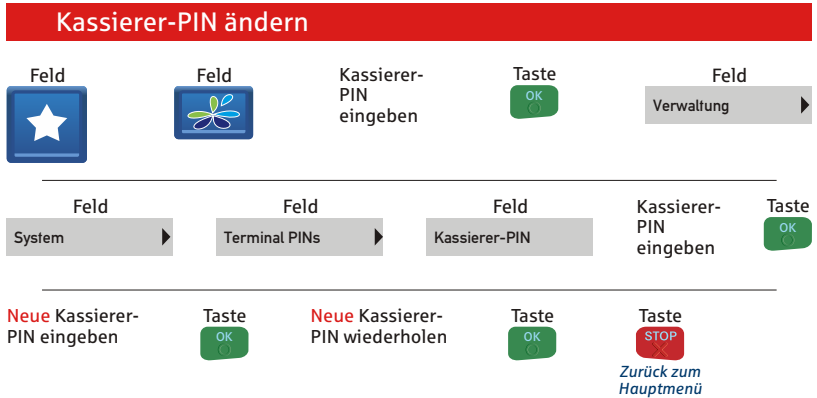 Kassierer-PIN ändern
Feld
Feld
Kassierer-
PIN
eingeben
Taste
OK
Feld
Verwaltung
Feld
System
Feld
Terminal PINs
Feld
Kassierer-PIN
Kassierer-
PIN
eingeben
Taste
OK
Neue Kassierer-
PIN eingeben
Taste
OK
Neue Kassierer-
PIN wiederholen
Taste
OK
Taste
STOP
Zurück zum
Hauptmenü